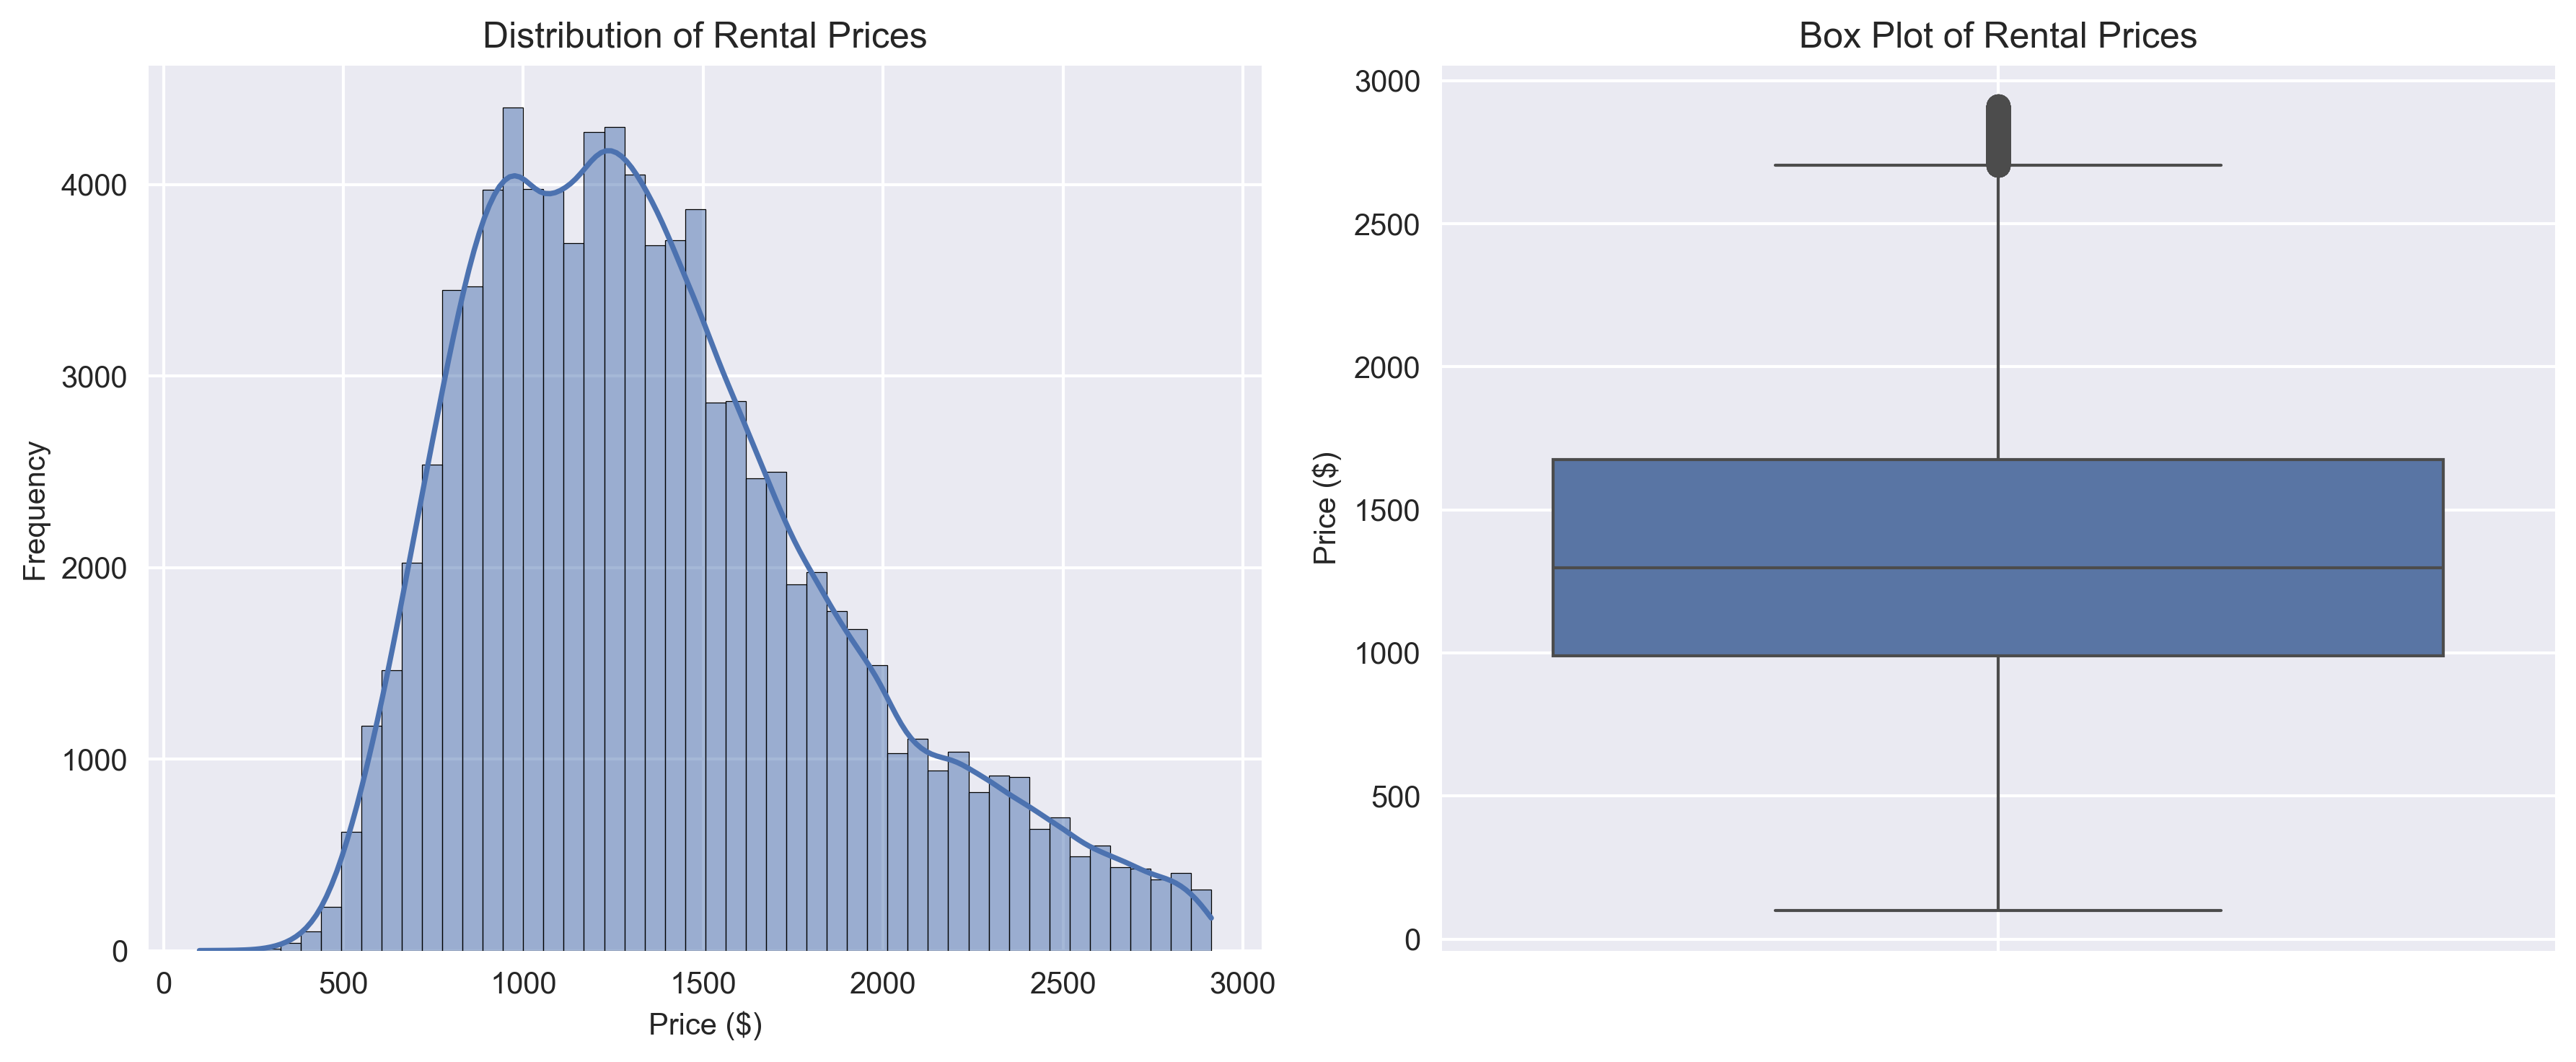 Distribution of Rental Prices
Frequency
4000
3000
2000
1000
0
0 500 1000 1500 2000 2500 3000
Price ($)
Box Plot of Rental Prices
Price ($)
3000
2500
2000
1500
1000
500
0